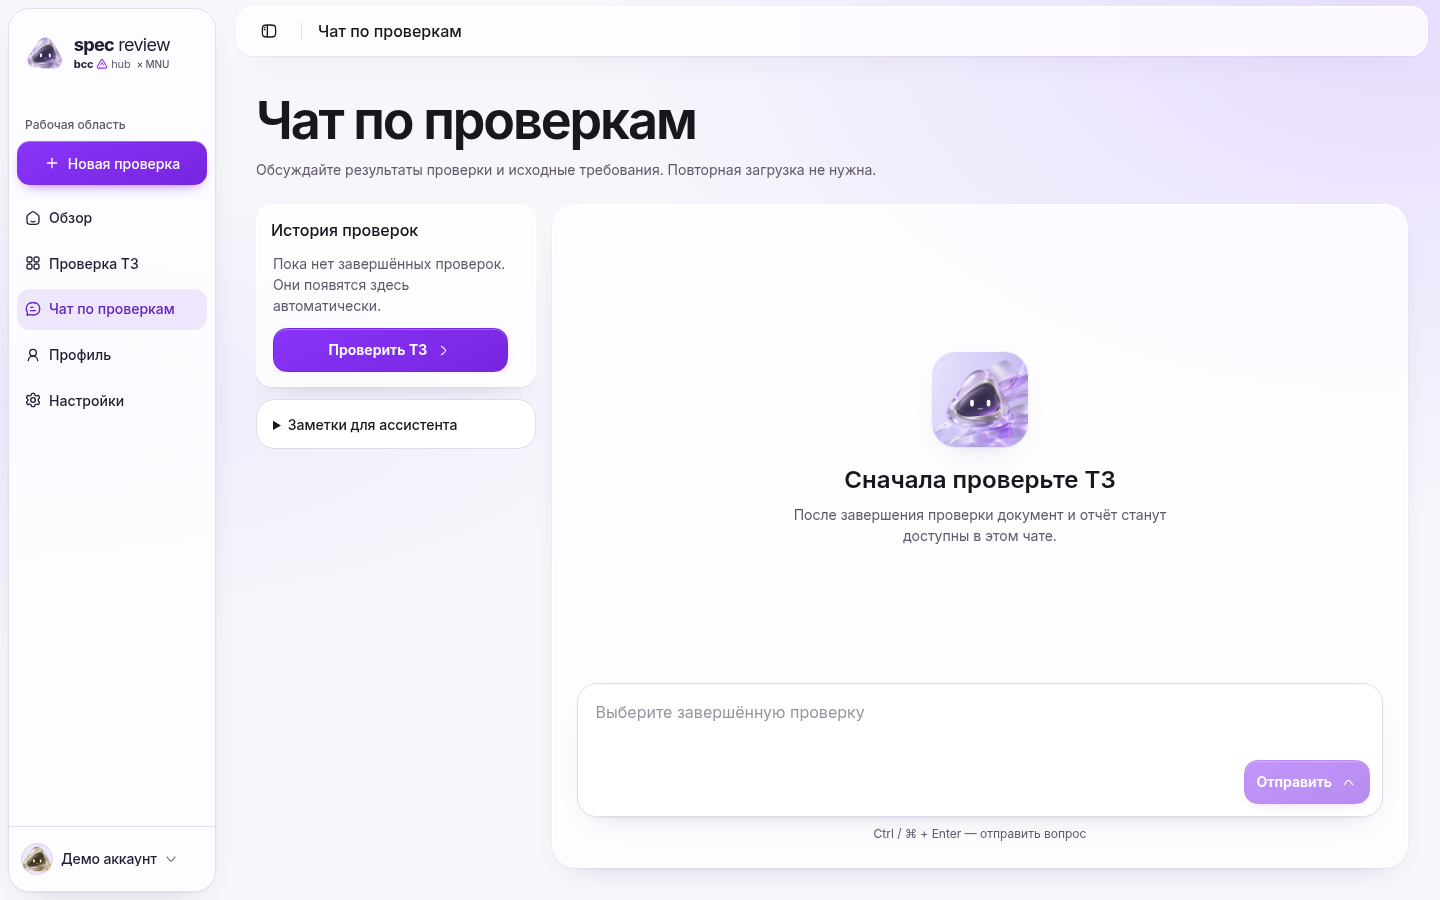 spec review
bcc hub × MNU
Рабочая область
+ Новая проверка
Обзор
Проверка ТЗ
Чат по проверкам
Профиль
Настройки
Демо аккаунт
Чат по проверкам
Чат по проверкам
Обсуждайте результаты проверки и исходные требования. Повторная загрузка не нужна.
История проверок
Пока нет завершённых проверок.
Они появятся здесь
автоматически.
Проверить ТЗ
Заметки для ассистента
Сначала проверьте ТЗ
После завершения проверки документ и отчёт станут
доступны в этом чате.
Выберите завершённую проверку
Отправить
Ctrl / ⌘ + Enter — отправить вопрос